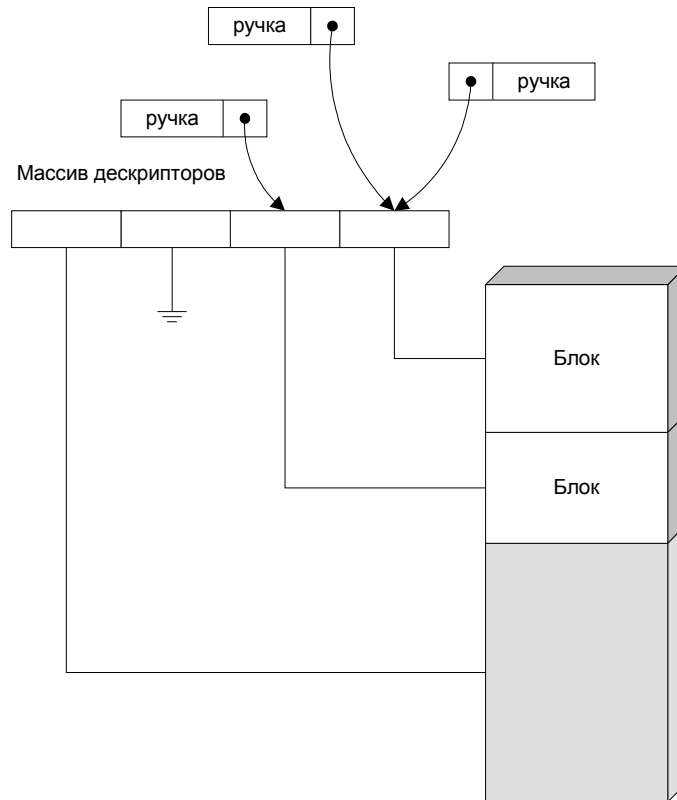 ручка
ручка
ручка
Массив дескрипторов
Блок
Блок